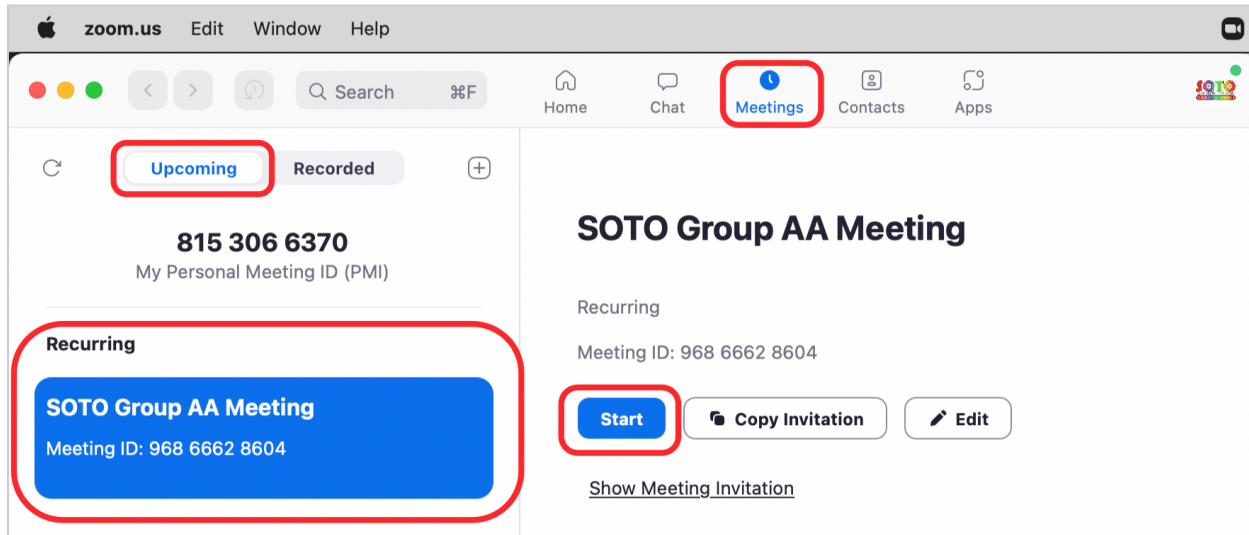 zoom.us Edit Window Help
Search ⌘F
Home Chat Meetings Contacts Apps
SOTO
Upcoming Recorded
815 306 6370
My Personal Meeting ID (PMI)
Recurring
SOTO Group AA Meeting
Meeting ID: 968 6662 8604
SOTO Group AA Meeting
Recurring
Meeting ID: 968 6662 8604
Start Copy Invitation Edit
Show Meeting Invitation